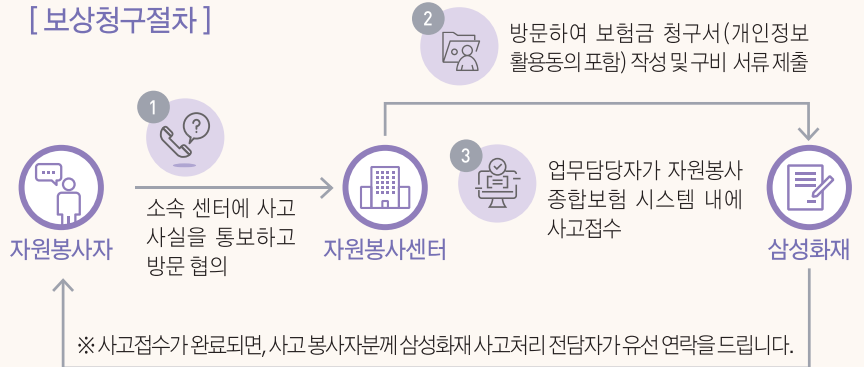 [ 보상청구절차 ]
1
소속 센터에 사고
사실을 통보하고
방문 협의
2
방문하여 보험금 청구서(개인정보
활용동의 포함) 작성 및 구비 서류 제출
3
업무담당자가 자원봉사
종합보험 시스템 내에
사고접수
자원봉사자
자원봉사센터
삼성화재
※ 사고접수가 완료되면, 사고 봉사자분께 삼성화재 사고처리 전담자가 유선 연락을 드립니다.